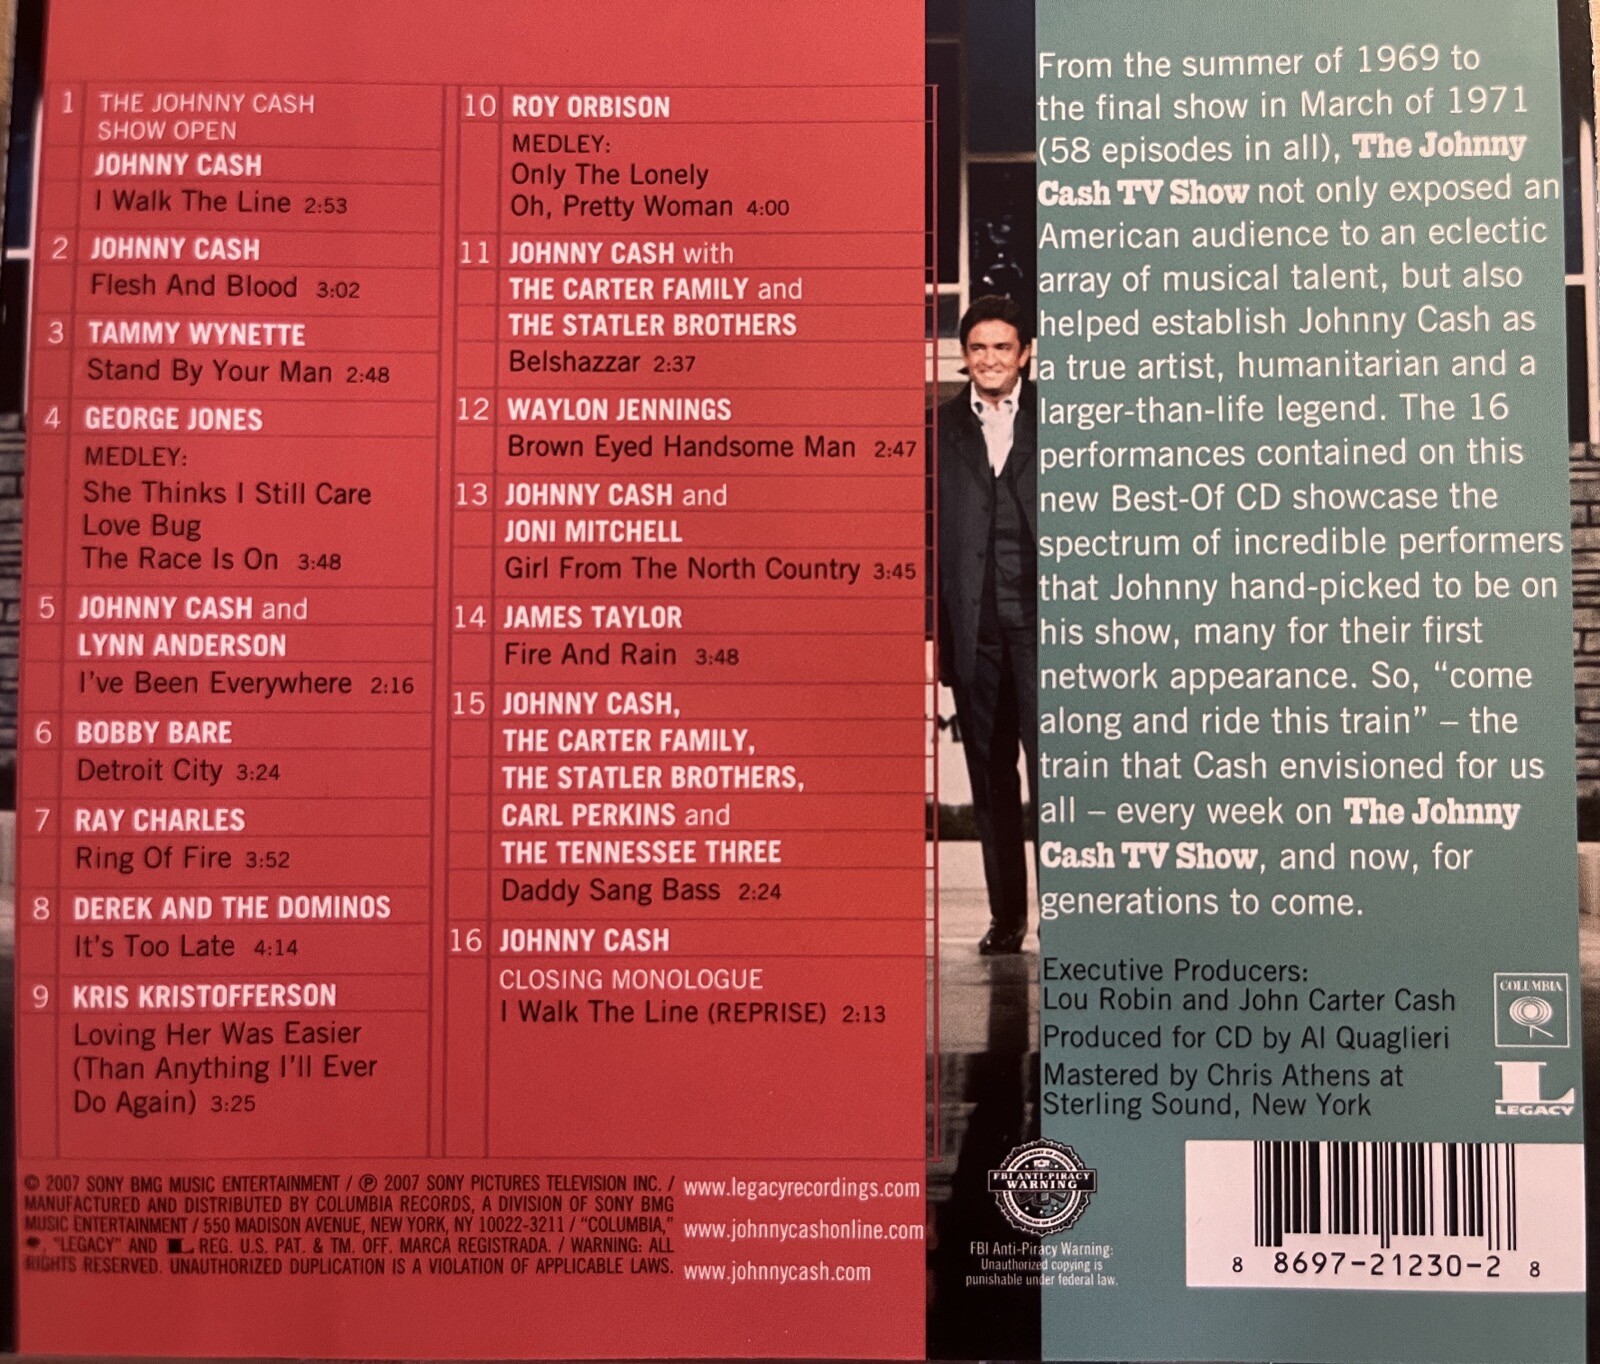 1 THE JOHNNY CASH
SHOW OPEN
JOHNNY CASH
I Walk The Line 2:53
2 JOHNNY CASH
Flesh And Blood 3:02
3 TAMMY WYNETTE
Stand By Your Man 2:48
4 GEORGE JONES
MEDLEY:
She Thinks I Still Care
Love Bug
The Race Is On 3:48
5 JOHNNY CASH and
LYNN ANDERSON
I've Been Everywhere 2:16
6 BOBBY BARE
Detroit City 3:24
7 RAY CHARLES
Ring Of Fire 3:52
8 DEREK AND THE DOMINOS
It's Too Late 4:14
9 KRIS KRISTOFFERSON
Loving Her Was Easier
(Than Anything I'll Ever
Do Again) 3:25
10 ROY ORBISON
MEDLEY:
Only The Lonely
Oh, Pretty Woman 4:00
11 JOHNNY CASH with
THE CARTER FAMILY and
THE STATLER BROTHERS
Belshazzar 2:37
12 WAYLON JENNINGS
Brown Eyed Handsome Man 2:47
13 JOHNNY CASH and
JONI MITCHELL
Girl From The North Country 3:45
14 JAMES TAYLOR
Fire And Rain 3:48
15 JOHNNY CASH,
THE CARTER FAMILY,
THE STATLER BROTHERS,
CARL PERKINS and
THE TENNESSEE THREE
Daddy Sang Bass 2:24
16 JOHNNY CASH
CLOSING MONOLOGUE
I Walk The Line (REPRISE) 2:13
From the summer of 1969 to
the final show in March of 1971
(58 episodes in all), The Johnny
Cash TV Show not only exposed an
American audience to an eclectic
array of musical talent, but also
helped establish Johnny Cash as
a true artist, humanitarian and a
larger-than-life legend. The 16
performances contained on this
new Best-Of CD showcase the
spectrum of incredible performers
that Johnny hand-picked to be on
his show, many for their first
network appearance. So, "come
along and ride this train" – the
train that Cash envisioned for us
all – every week on The Johnny
Cash TV Show, and now, for
generations to come.
Executive Producers:
Lou Robin and John Carter Cash
Produced for CD by Al Quaglieri
Mastered by Chris Athens at
Sterling Sound, New York
COLUMBIA
L
LEGACY
© 2007 SONY BMG MUSIC ENTERTAINMENT / ℗ 2007 SONY PICTURES TELEVISION INC. /
MANUFACTURED AND DISTRIBUTED BY COLUMBIA RECORDS, A DIVISION OF SONY BMG
MUSIC ENTERTAINMENT / 550 MADISON AVENUE, NEW YORK, NY 10022-3211 / "COLUMBIA,"
, "LEGACY" AND L REG. U.S. PAT. & TM. OFF. MARCA REGISTRADA. / WARNING: ALL
RIGHTS RESERVED. UNAUTHORIZED DUPLICATION IS A VIOLATION OF APPLICABLE LAWS.
www.legacyrecordings.com
www.johnnycashonline.com
www.johnnycash.com
FBI ANTI-PIRACY
WARNING
FBI Anti-Piracy Warning:
Unauthorized copying is
punishable under federal law.
8 8697-21230-2 8